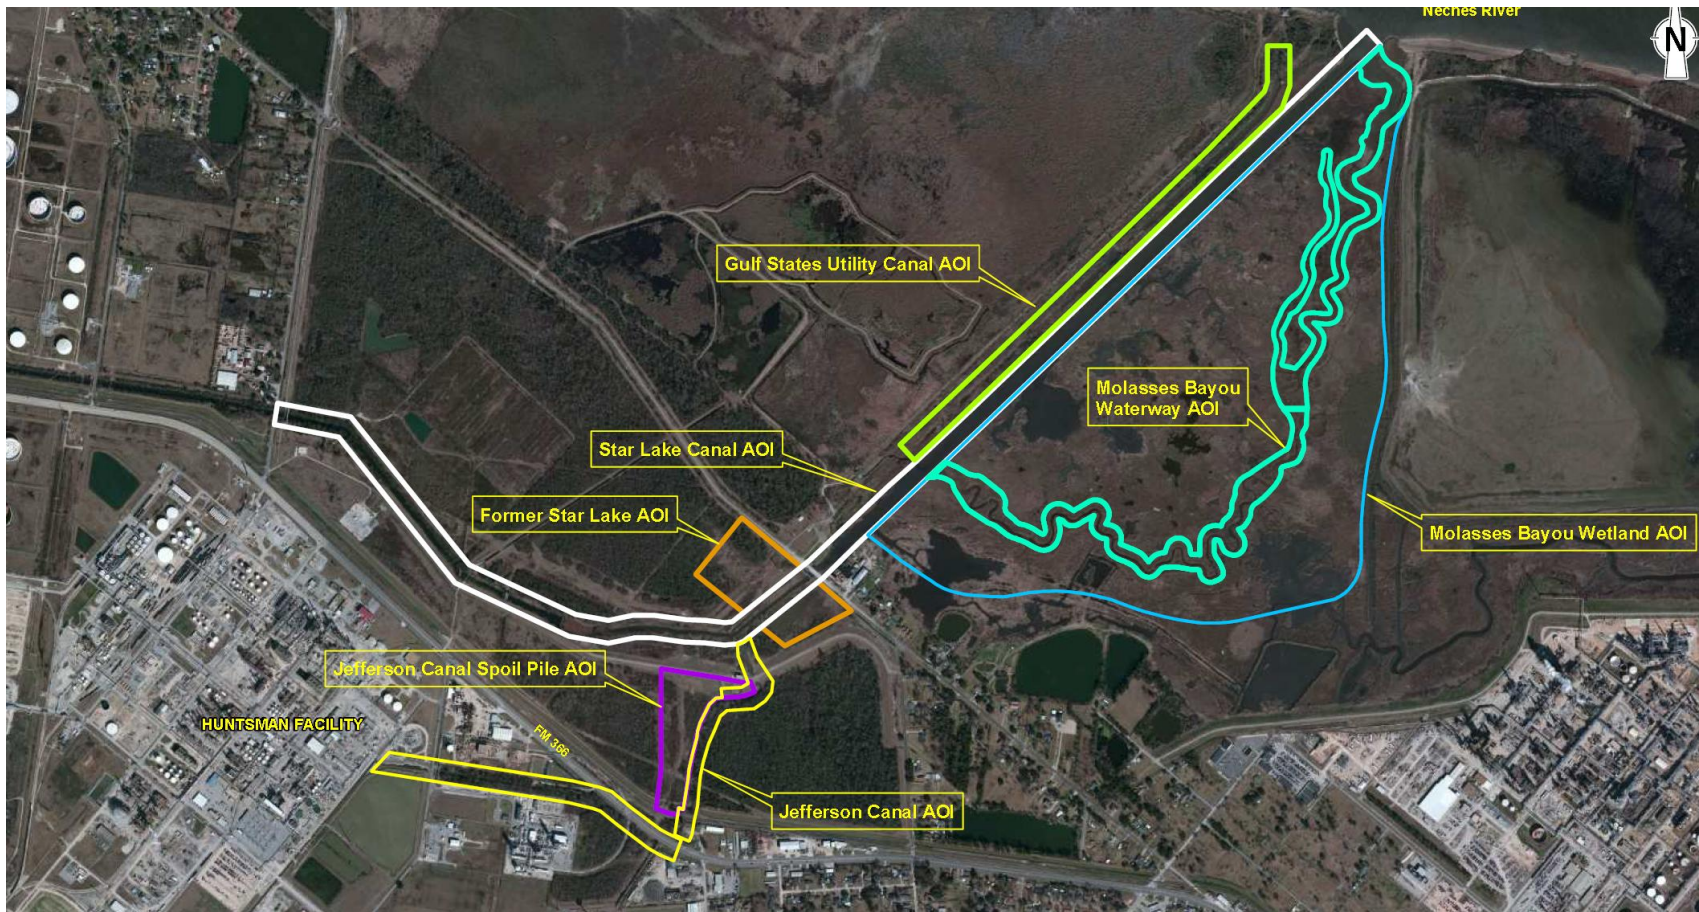 Neches River
N
Gulf States Utility Canal AOI
Molasses Bayou
Waterway AOI
Star Lake Canal AOI
Former Star Lake AOI
Molasses Bayou Wetland AOI
Jefferson Canal Spoil Pile AOI
HUNTSMAN FACILITY
FM 366
Jefferson Canal AOI